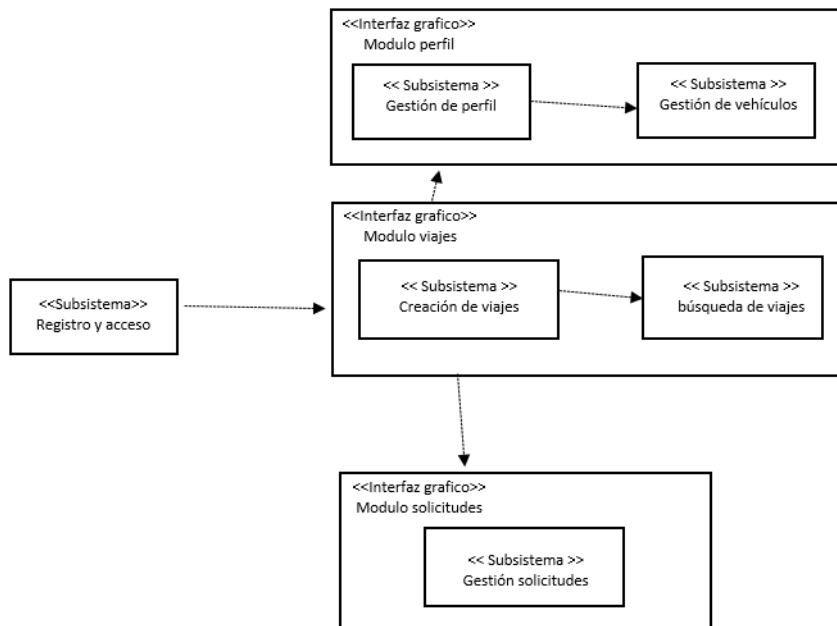 <<Interfaz grafico>>
Modulo perfil
<< Subsistema >>
Gestión de perfil
<< Subsistema >>
Gestión de vehículos
<<Interfaz grafico>>
Modulo viajes
<< Subsistema >>
Creación de viajes
<< Subsistema >>
búsqueda de viajes
<<Subsistema>>
Registro y acceso
<<Interfaz grafico>>
Modulo solicitudes
<< Subsistema >>
Gestión solicitudes